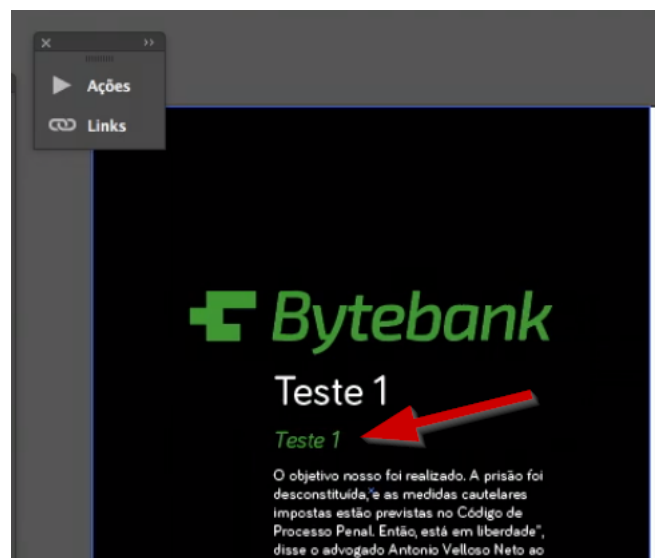 Ações
Links
Bytebank
Teste 1
Teste 1
O objetivo nosso foi realizado. A prisão foi
desconstituída, e as medidas cautelares ao
impostas estão previstas no Código de
Processo Penal. Então, está em liberdade",
disse o advogado Antonio Velloso Neto ao